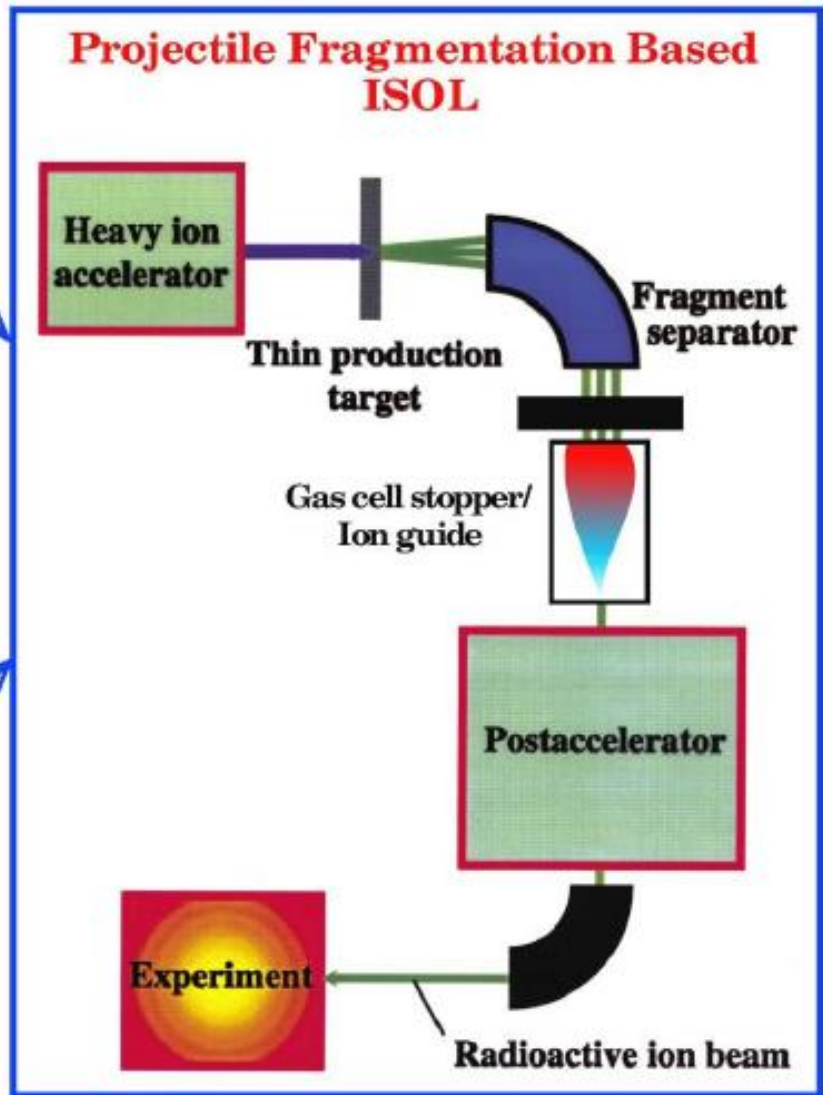 Projectile Fragmentation Based
ISOL
Heavy ion
accelerator
Thin production
target
Fragment
separator
Gas cell stopper/
Ion guide
Postaccelerator
Experiment
Radioactive ion beam